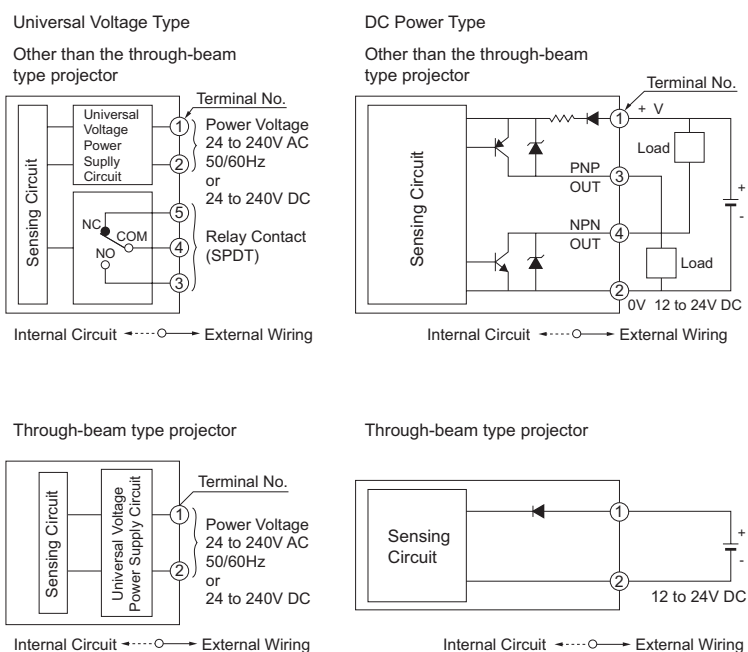 Universal Voltage Type
Other than the through-beam
type projector
Terminal No.
Sensing Circuit
Universal
Voltage
Power
Suplly
Circuit
1
2
Power Voltage
24 to 240V AC
50/60Hz
or
24 to 240V DC
NC
COM
NO
5
4
3
Relay Contact
(SPDT)
Internal Circuit
External Wiring
DC Power Type
Other than the through-beam
type projector
Terminal No.
Sensing Circuit
1
+ V
Load
PNP
OUT
3
NPN
OUT
4
+
-
Load
2
0V 12 to 24V DC
Internal Circuit
External Wiring
Through-beam type projector
Terminal No.
Sensing Circuit
Universal Voltage
Power Supply Circuit
1
2
Power Voltage
24 to 240V AC
50/60Hz
or
24 to 240V DC
Internal Circuit
External Wiring
Through-beam type projector
Sensing
Circuit
1
2
+
-
12 to 24V DC
Internal Circuit
External Wiring